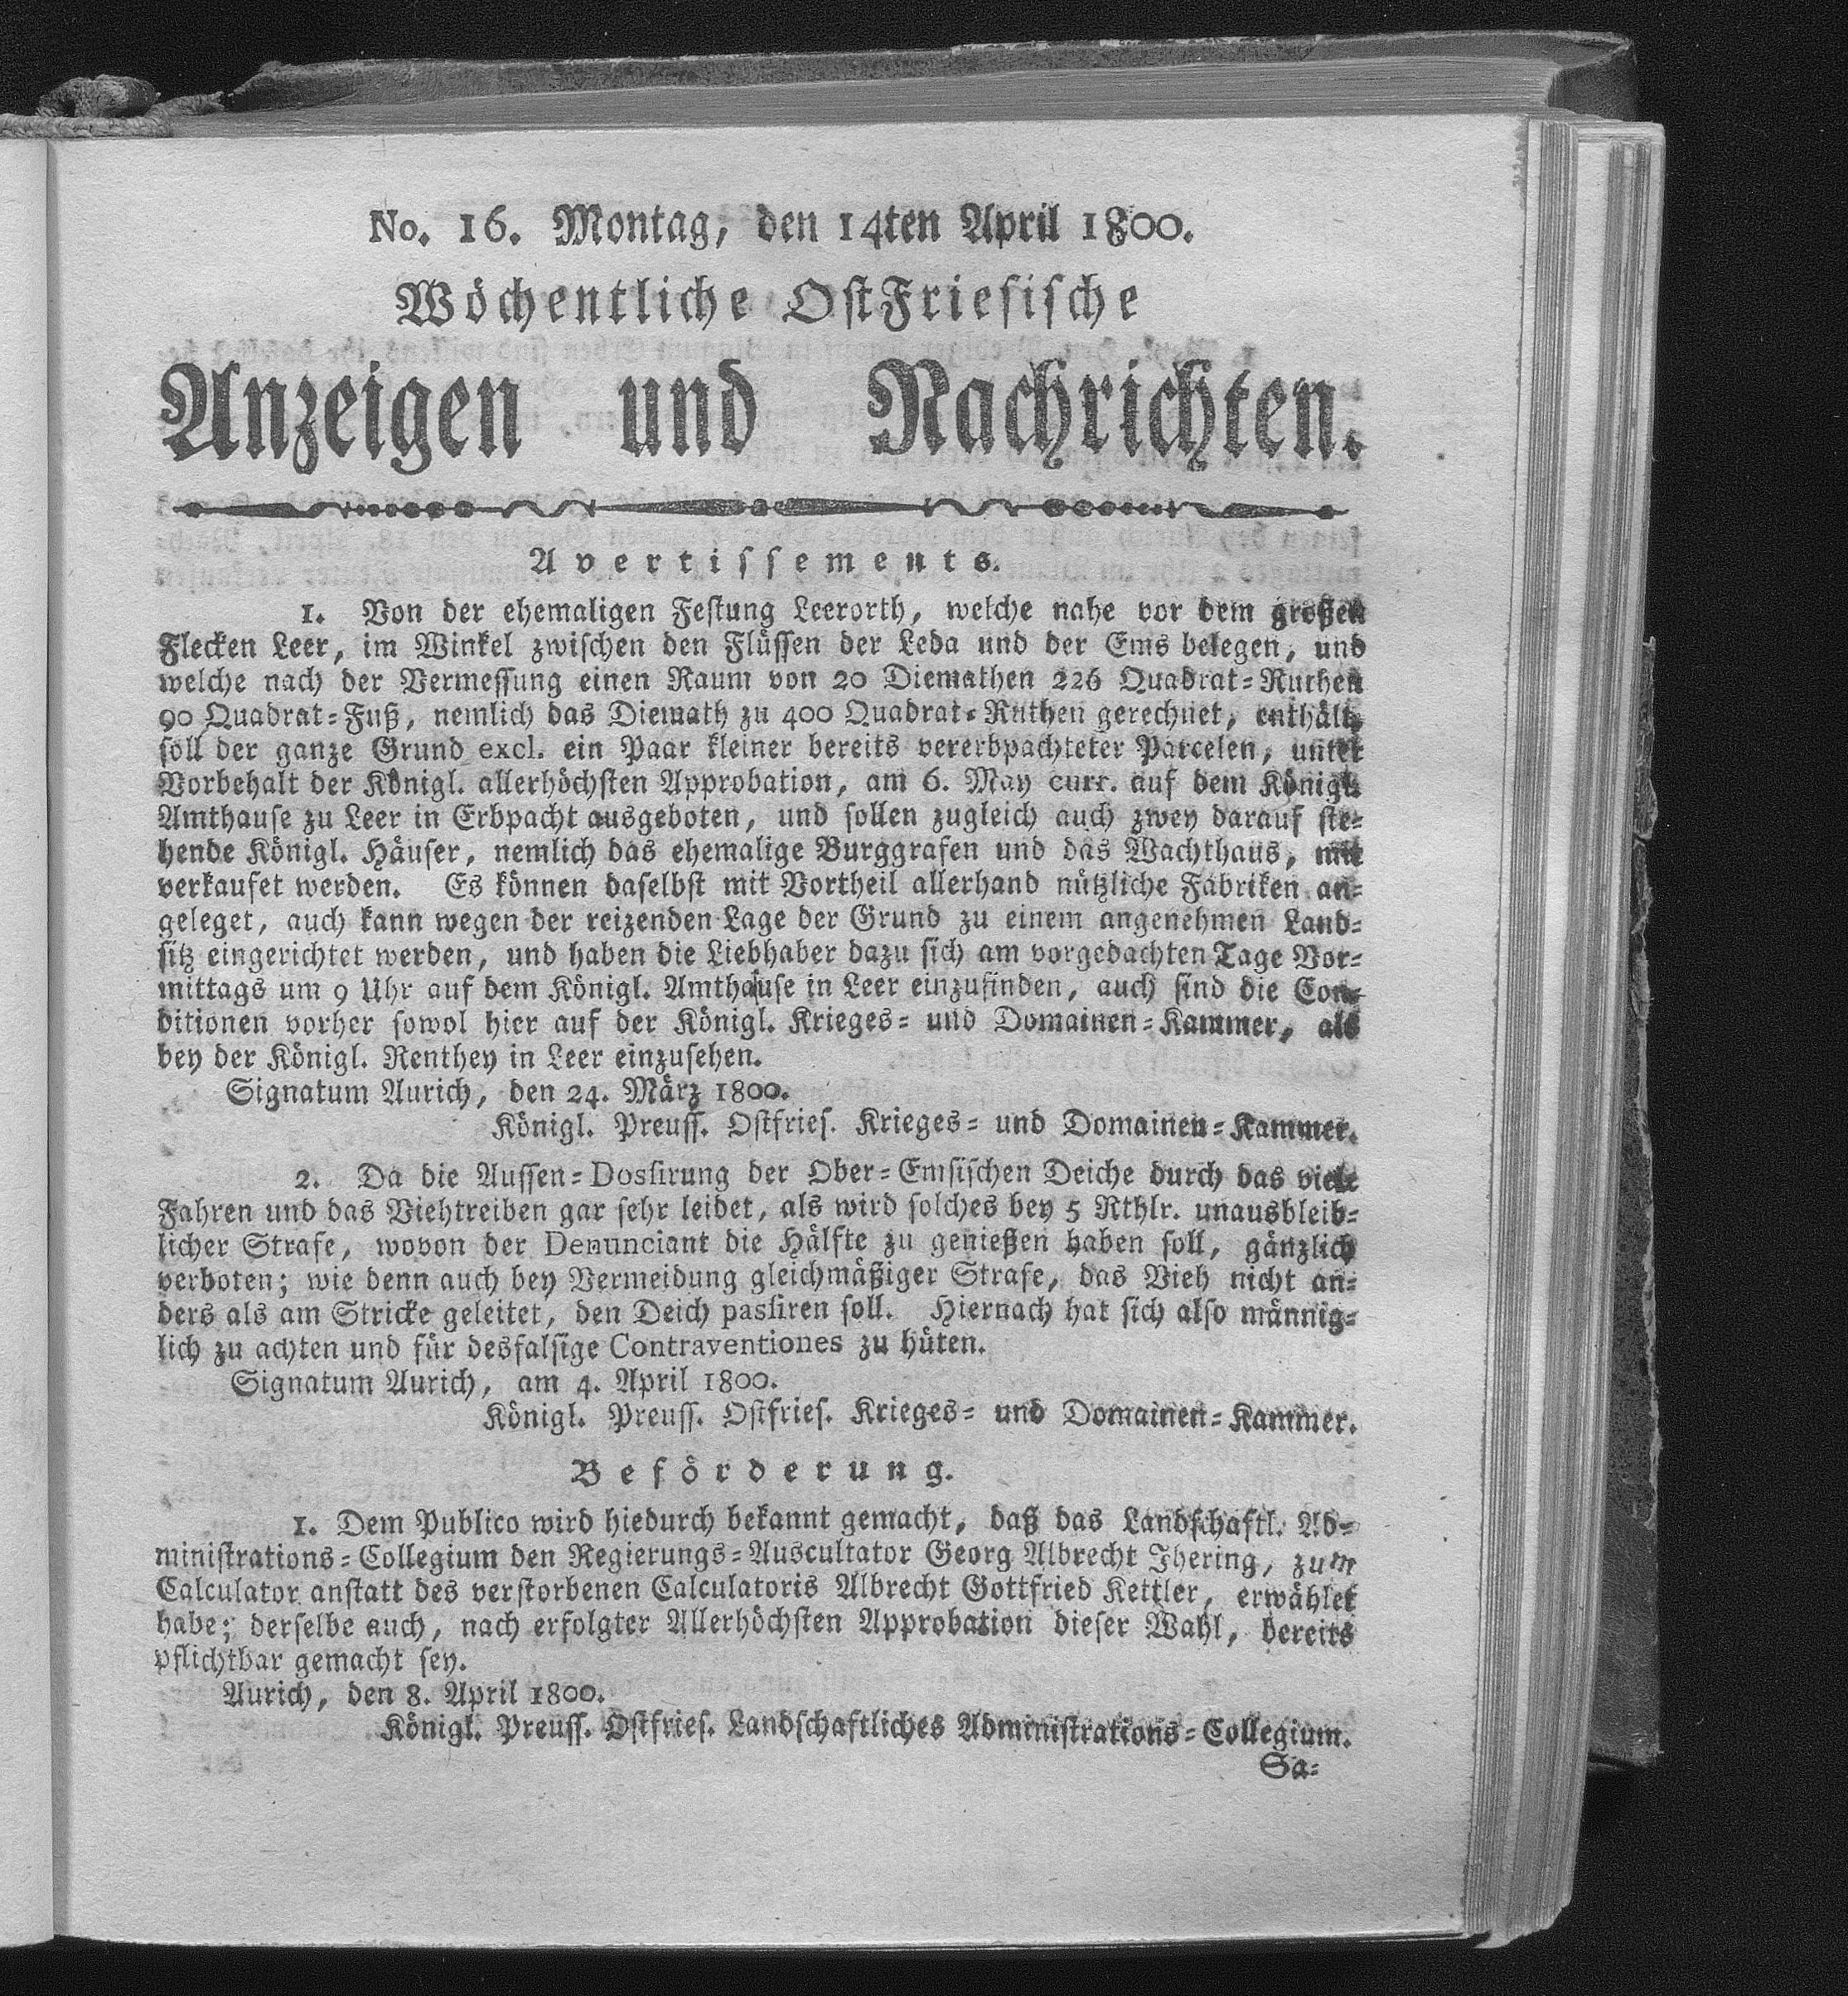 No. 16. Montag, den 14ten April 1800.
Wöchentliche OstFriesische
Anzeigen und Nachrichten.
Avertissements.
1. Von der ehemaligen Festung Leerorth, welche nahe vor dem großen
Flecken Leer, im Winkel zwischen den Flüssen der Leda und der Ems belegen, und
welche nach der Vermessung einen Raum von 20 Diemathen 226 Quadrat-Ruthen
90 Quadrat-Fuß, nemlich das Diemath zu 400 Quadrat-Ruthen gerechnet, enthält,
soll der ganze Grund excl. ein Paar kleiner bereits vererbpachteter Parcelen, unter
Vorbehalt der Königl. allerhöchsten Approbation, am 6. May curr. auf dem Königl.
Amthause zu Leer in Erbpacht ausgeboten, und sollen zugleich auch zwey darauf ste-
hende Königl. Häuser, nemlich das ehemalige Burggrafen und das Wachthaus, mit
verkaufet werden. Es können daselbst mit Vortheil allerhand nützliche Fabriken an-
geleget, auch kann wegen der reizenden Lage der Grund zu einem angenehmen Land-
sitz eingerichtet werden, und haben die Liebhaber dazu sich am vorgedachten Tage Vor-
mittags um 9 Uhr auf dem Königl. Amthause in Leer einzufinden, auch sind die Con-
ditionen vorher sowol hier auf der Königl. Krieges- und Domainen-Kammer, als
bey der Königl. Renthey in Leer einzusehen.
Signatum Aurich, den 24. März 1800.
Königl. Preuss. Ostfries. Krieges- und Domainen-Kammer.
2. Da die Aussen-Dossirung der Ober-Emsischen Deiche durch das viele
Fahren und das Viehtreiben gar sehr leidet, als wird solches bey 5 Rthlr. unausbleib-
licher Strafe, wovon der Denunciant die Hälfte zu genießen haben soll, gänzlich
verboten; wie denn auch bey Vermeidung gleichmäßiger Strafe, das Vieh nicht an-
ders als am Stricke geleitet, den Deich passiren soll. Hiernach hat sich also männig-
lich zu achten und für desfalsige Contraventiones zu hüten.
Signatum Aurich, am 4. April 1800.
Königl. Preuss. Ostfries. Krieges- und Domainen-Kammer.
Beförderung.
1. Dem Publico wird hiedurch bekannt gemacht, daß das Landschaftl. Ad-
ministrations-Collegium den Regierungs-Auscultator Georg Albrecht Jhering, zum
Calculator anstatt des verstorbenen Calculatoris Albrecht Gottfried Kettler, erwählet
habe; derselbe auch, nach erfolgter Allerhöchsten Approbation dieser Wahl, bereits
pflichtbar gemacht sey.
Aurich, den 8. April 1800.
Königl. Preuss. Ostfries. Landschaftliches Administrations-Collegium.
Sa-